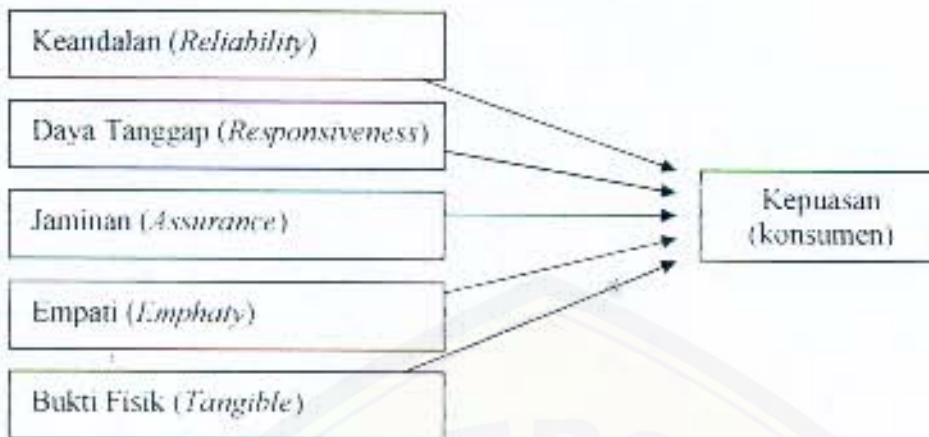 Keandalan (Reliability)
Daya Tanggap (Responsiveness)
Jaminan (Assurance)
Empati (Emphaty)
Bukti Fisik (Tangible)
Kepuasan
(konsumen)